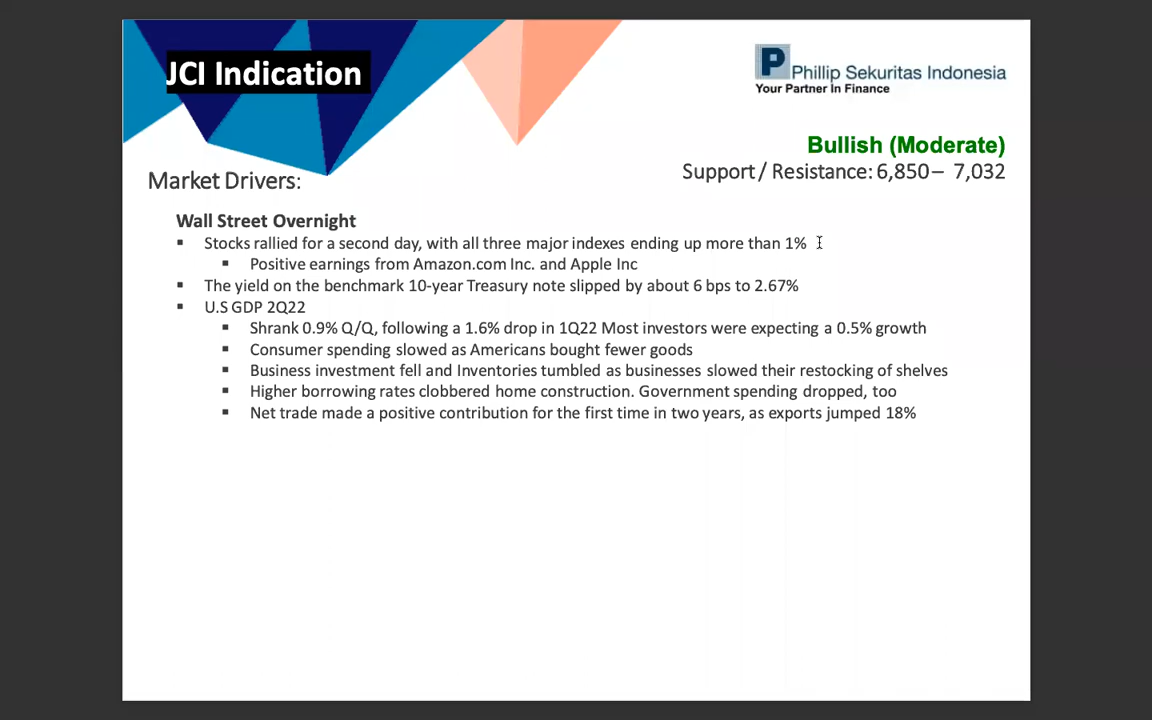 JCI Indication
P Phillip Sekuritas Indonesia
Your Partner In Finance
Bullish (Moderate)
Support / Resistance: 6,850 – 7,032
Market Drivers:
Wall Street Overnight
▪ Stocks rallied for a second day, with all three major indexes ending up more than 1%
▪ Positive earnings from Amazon.com Inc. and Apple Inc
▪ The yield on the benchmark 10-year Treasury note slipped by about 6 bps to 2.67%
▪ U.S GDP 2Q22
▪ Shrank 0.9% Q/Q, following a 1.6% drop in 1Q22 Most investors were expecting a 0.5% growth
▪ Consumer spending slowed as Americans bought fewer goods
▪ Business investment fell and Inventories tumbled as businesses slowed their restocking of shelves
▪ Higher borrowing rates clobbered home construction. Government spending dropped, too
▪ Net trade made a positive contribution for the first time in two years, as exports jumped 18%